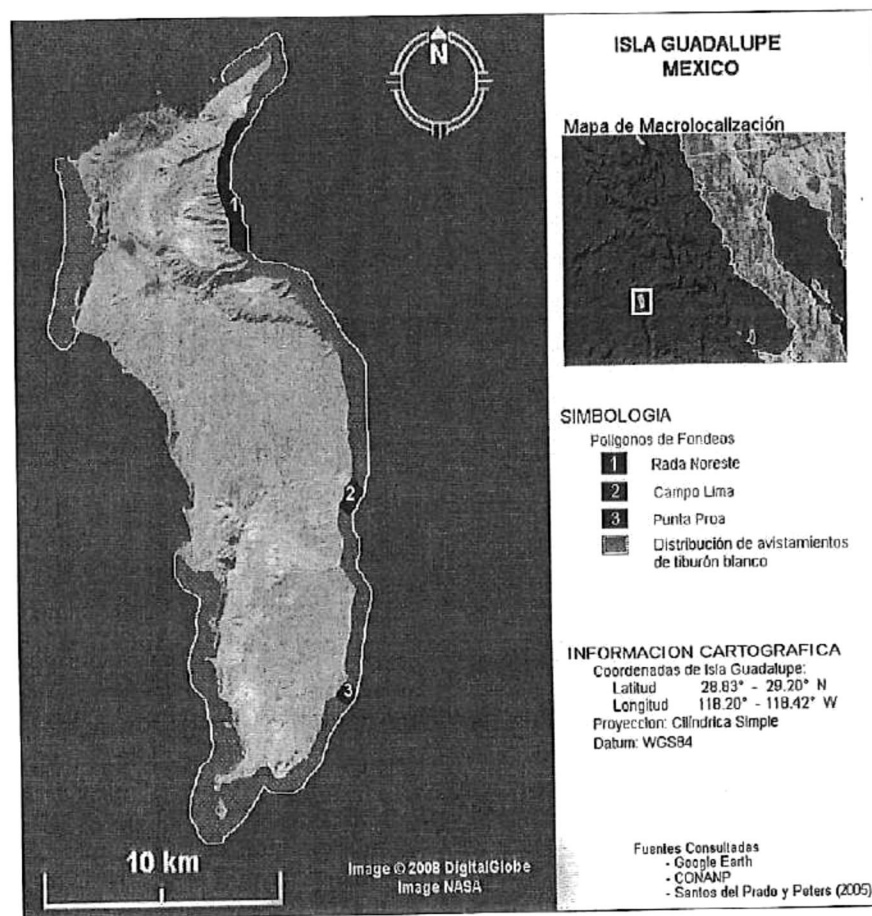 ISLA GUADALUPE
MEXICO
N
Mapa de Macrolocalización
1
2
3
SIMBOLOGIA
Polígonos de Fondeos
1 Rada Noreste
2 Campo Lima
3 Punta Proa
Distribución de avistamientos
de tiburón blanco
INFORMACION CARTOGRAFICA
Coordenadas de Isla Guadalupe:
Latitud 28.83° - 29.20° N
Longitud 118.20° - 118.42° W
Proyeccion: Cilíndrica Simple
Datum: WGS84
10 km
Image © 2008 DigitalGlobe
Image NASA
Fuentes Consultadas
- Google Earth
- CONANP
- Santos del Prado y Peters (2005)